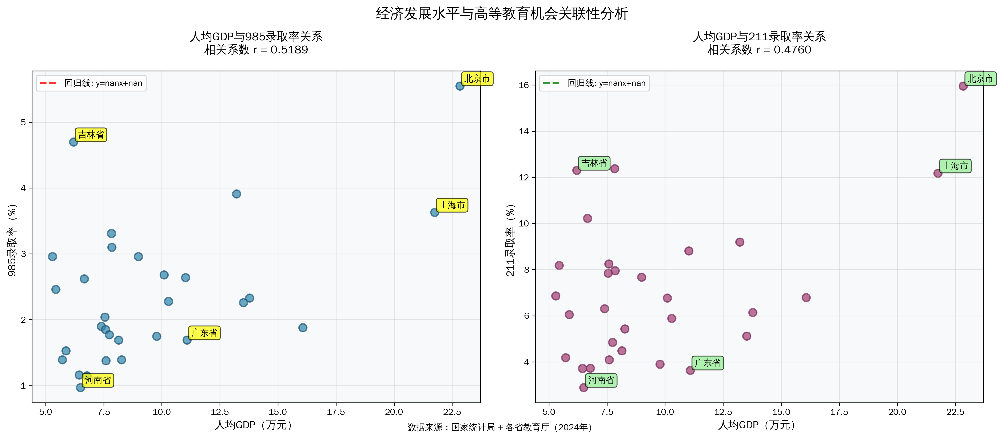 经济发展水平与高等教育机会关联性分析
人均GDP与985录取率关系
相关系数 r = 0.5189
回归线: y=nanx+nan
北京市
吉林省
上海市
广东省
河南省
985录取率（%）
5
4
3
2
1
5.0 7.5 10.0 12.5 15.0 17.5 20.0 22.5
人均GDP（万元）
人均GDP与211录取率关系
相关系数 r = 0.4760
回归线: y=nanx+nan
北京市
吉林省
上海市
广东省
河南省
211录取率（%）
16
14
12
10
8
6
4
5.0 7.5 10.0 12.5 15.0 17.5 20.0 22.5
人均GDP（万元）
数据来源：国家统计局 + 各省教育厅（2024年）